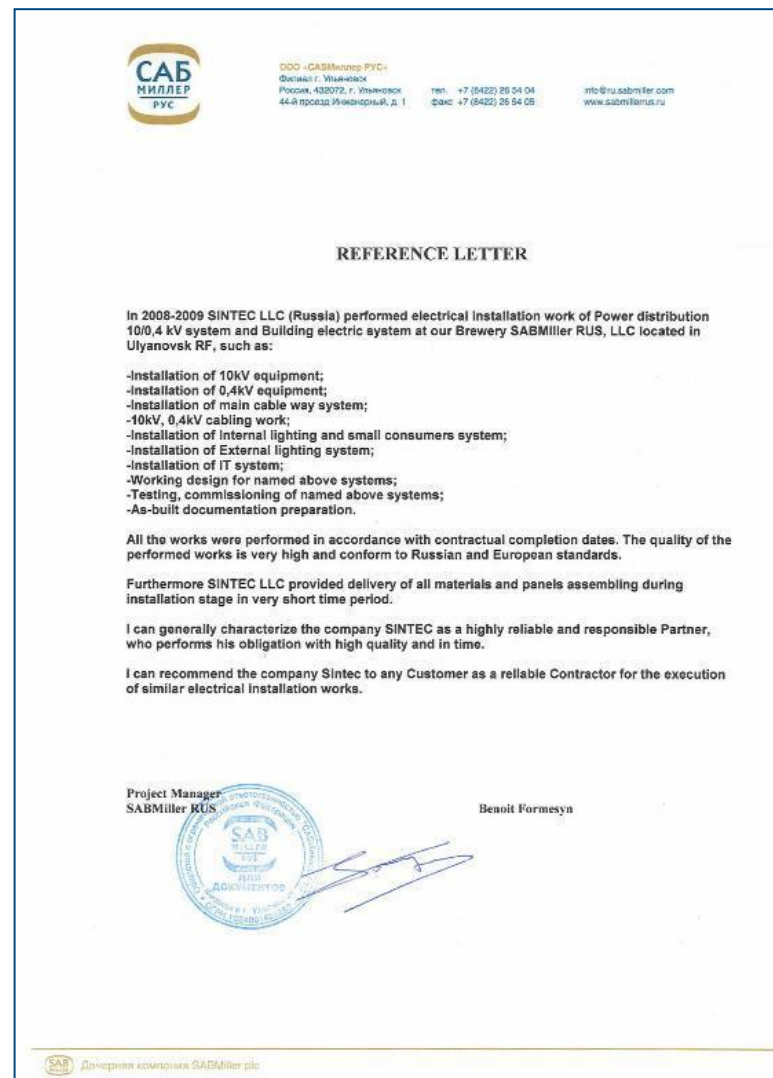 САБ
МИЛЛЕР
РУС
ООО «САБМиллер РУС»
Филиал г. Ульяновск
Россия, 432072, г. Ульяновск
44-й проезд Инженерный, д. 1
тел. +7 (8422) 26 54 04
факс +7 (8422) 26 54 05
info@ru.sabmiller.com
www.sabmillerrus.ru
REFERENCE LETTER
In 2008-2009 SINTEC LLC (Russia) performed electrical installation work of Power distribution
10/0,4 kV system and Building electric system at our Brewery SABMiller RUS, LLC located in
Ulyanovsk RF, such as:
-Installation of 10kV equipment;
-Installation of 0,4kV equipment;
-Installation of main cable way system;
-10kV, 0,4kV cabling work;
-Installation of Internal lighting and small consumers system;
-Installation of External lighting system;
-Installation of IT system;
-Working design for named above systems;
-Testing, commissioning of named above systems;
-As-built documentation preparation.
All the works were performed in accordance with contractual completion dates. The quality of the
performed works is very high and conform to Russian and European standards.
Furthermore SINTEC LLC provided delivery of all materials and panels assembling during
installation stage in very short time period.
I can generally characterize the company SINTEC as a highly reliable and responsible Partner,
who performs his obligation with high quality and in time.
I can recommend the company Sintec to any Customer as a reliable Contractor for the execution
of similar electrical installation works.
Project Manager
SABMiller RUS
Benoit Formesyn
Российская Федерация
SAB
MILLER
RUS
ДЛЯ
ДОКУМЕНТОВ
SAB
Дочерняя компания SABMiller plc